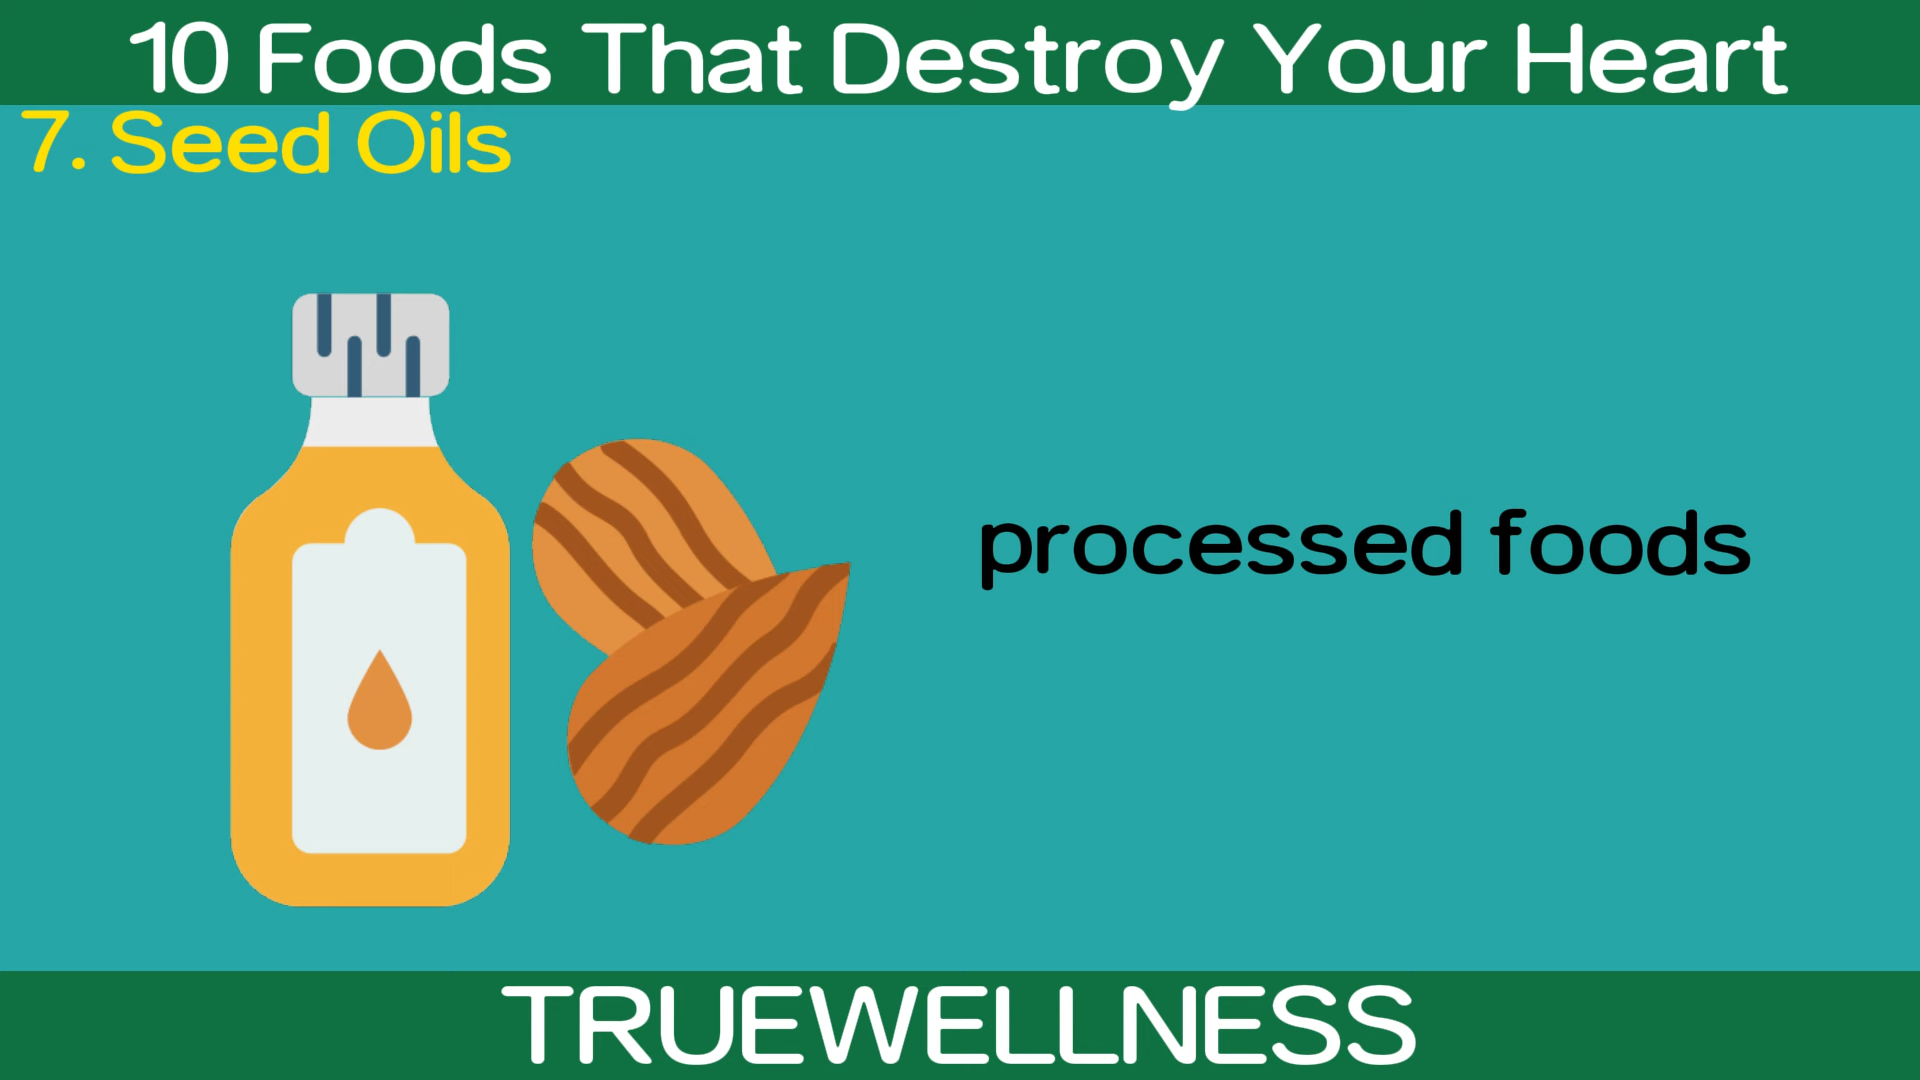 10 Foods That Destroy Your Heart
7. Seed Oils
processed foods
TRUEWELLNESS